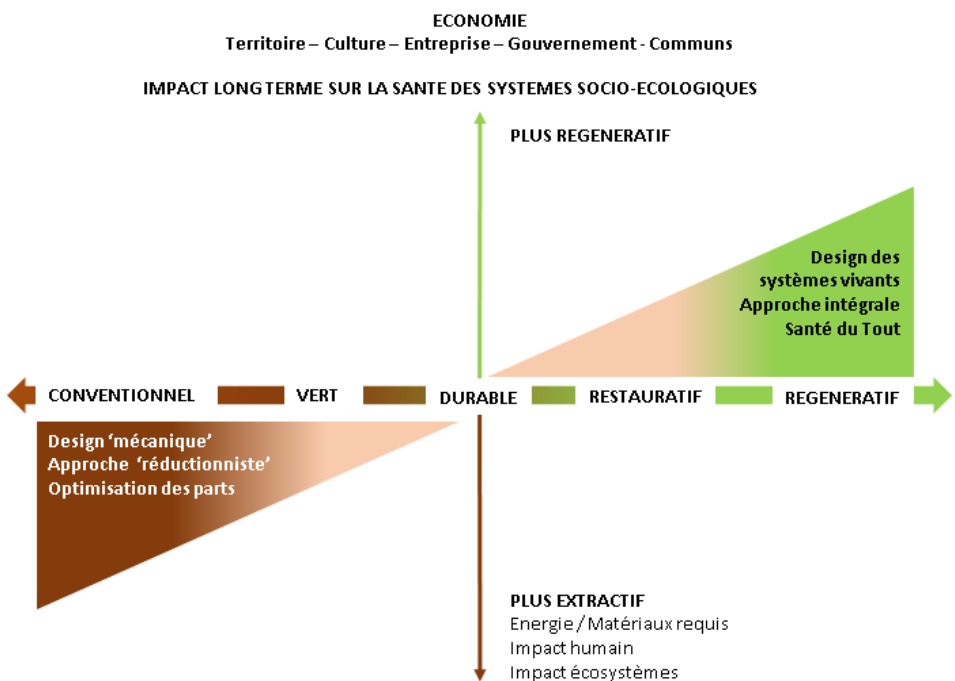 ECONOMIE
Territoire – Culture – Entreprise – Gouvernement - Communs
IMPACT LONG TERME SUR LA SANTE DES SYSTEMES SOCIO-ECOLOGIQUES
PLUS REGENERATIF
Design des
systèmes vivants
Approche intégrale
Santé du Tout
CONVENTIONNEL VERT DURABLE RESTAURATIF REGENERATIF
Design ‘mécanique’
Approche ‘réductionniste’
Optimisation des parts
PLUS EXTRACTIF
Energie / Matériaux requis
Impact humain
Impact écosystèmes